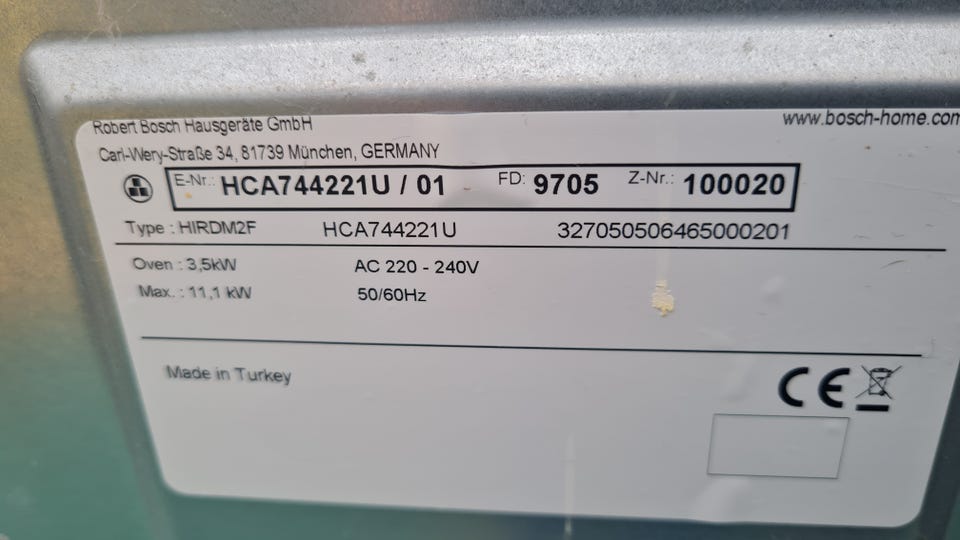 Robert Bosch Hausgeräte GmbH
www.bosch-home.com
Carl-Wery-Straße 34, 81739 München, GERMANY
E-Nr.: HCA744221U / 01 FD: 9705 Z-Nr.: 100020
Type : HIRDM2F HCA744221U 327050506465000201
Oven : 3,5kW AC 220 - 240V
Max. : 11,1 kW 50/60Hz
Made in Turkey
CE